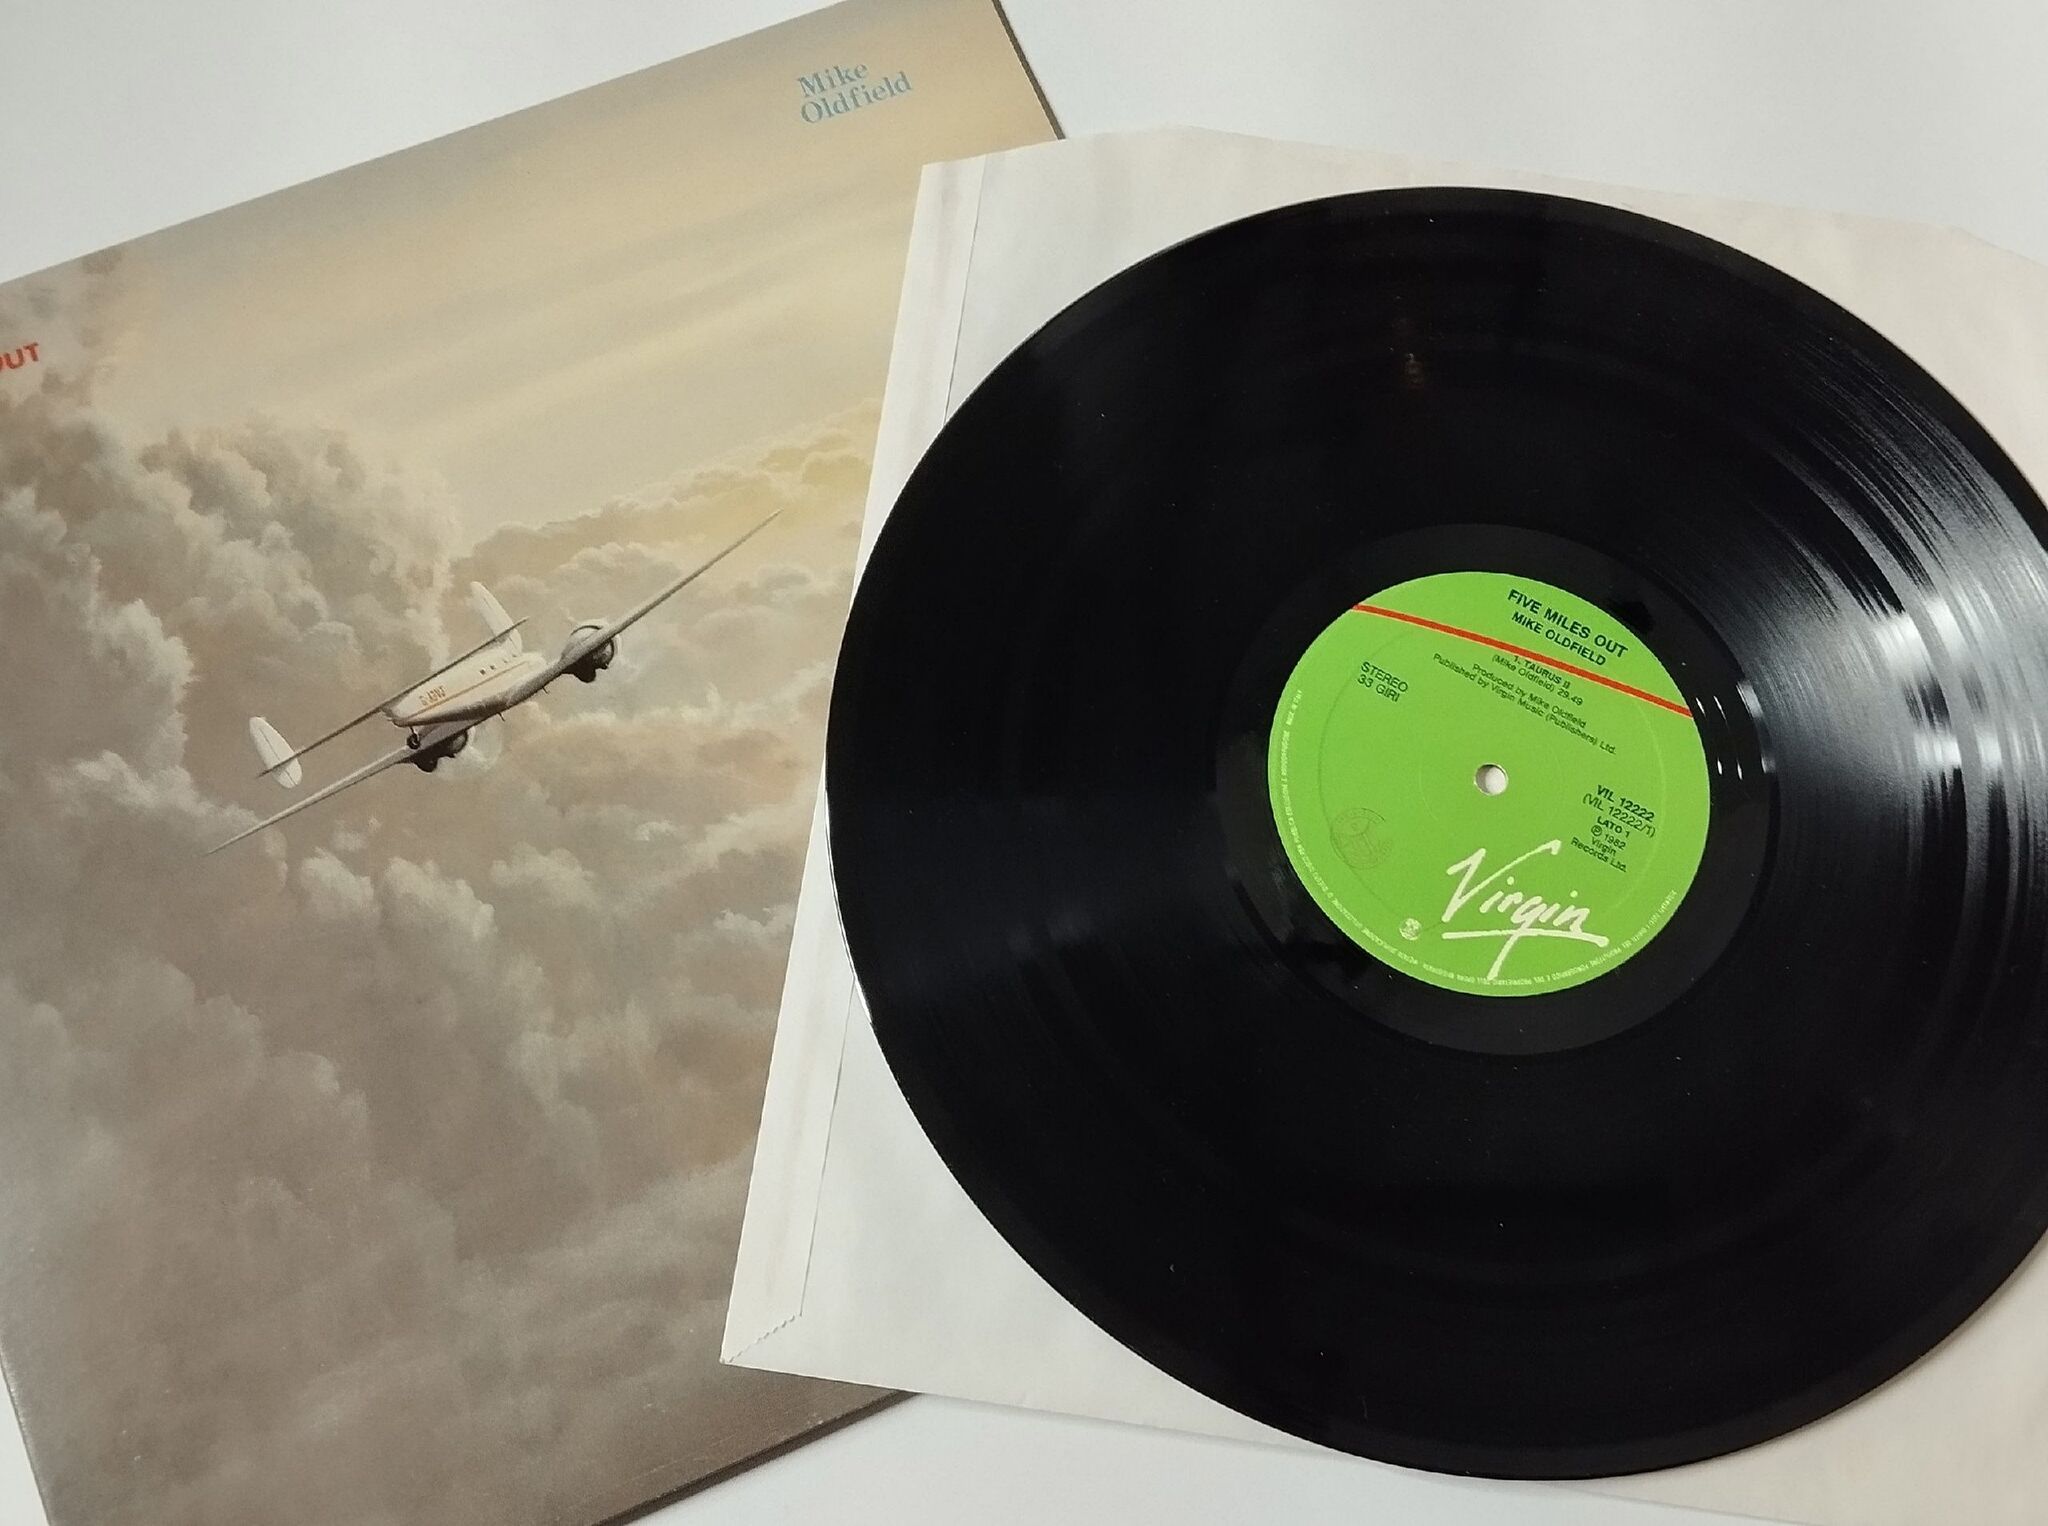 Mike
Oldfield
OUT
FIVE MILES OUT
MIKE OLDFIELD
1. TAURUS II
(Mike Oldfield) 29.49
Produced by Mike Oldfield
Published by Virgin Music (Publishers) Ltd.
STEREO
33 GIRI
VIL 12222
(VIL 12222/1)
LATO 1
℗ 1982
Virgin
Records Ltd.
Virgin